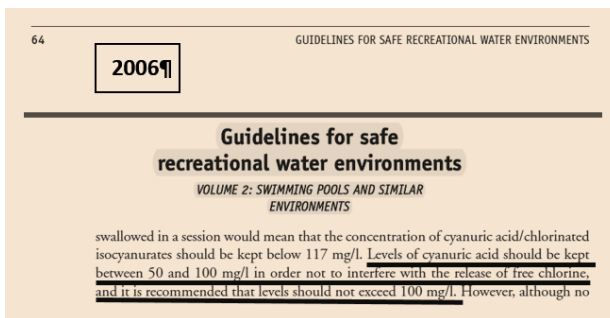 64
GUIDELINES FOR SAFE RECREATIONAL WATER ENVIRONMENTS
2006¶
Guidelines for safe
recreational water environments
VOLUME 2: SWIMMING POOLS AND SIMILAR
ENVIRONMENTS
swallowed in a session would mean that the concentration of cyanuric acid/chlorinated
isocyanurates should be kept below 117 mg/l. Levels of cyanuric acid should be kept
between 50 and 100 mg/l in order not to interfere with the release of free chlorine,
and it is recommended that levels should not exceed 100 mg/l. However, although no